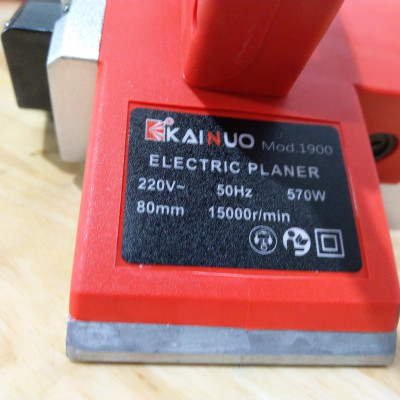 KAINUO Mod.1900
ELECTRIC PLANER
220V~ 50Hz 570W
80mm 15000r/min